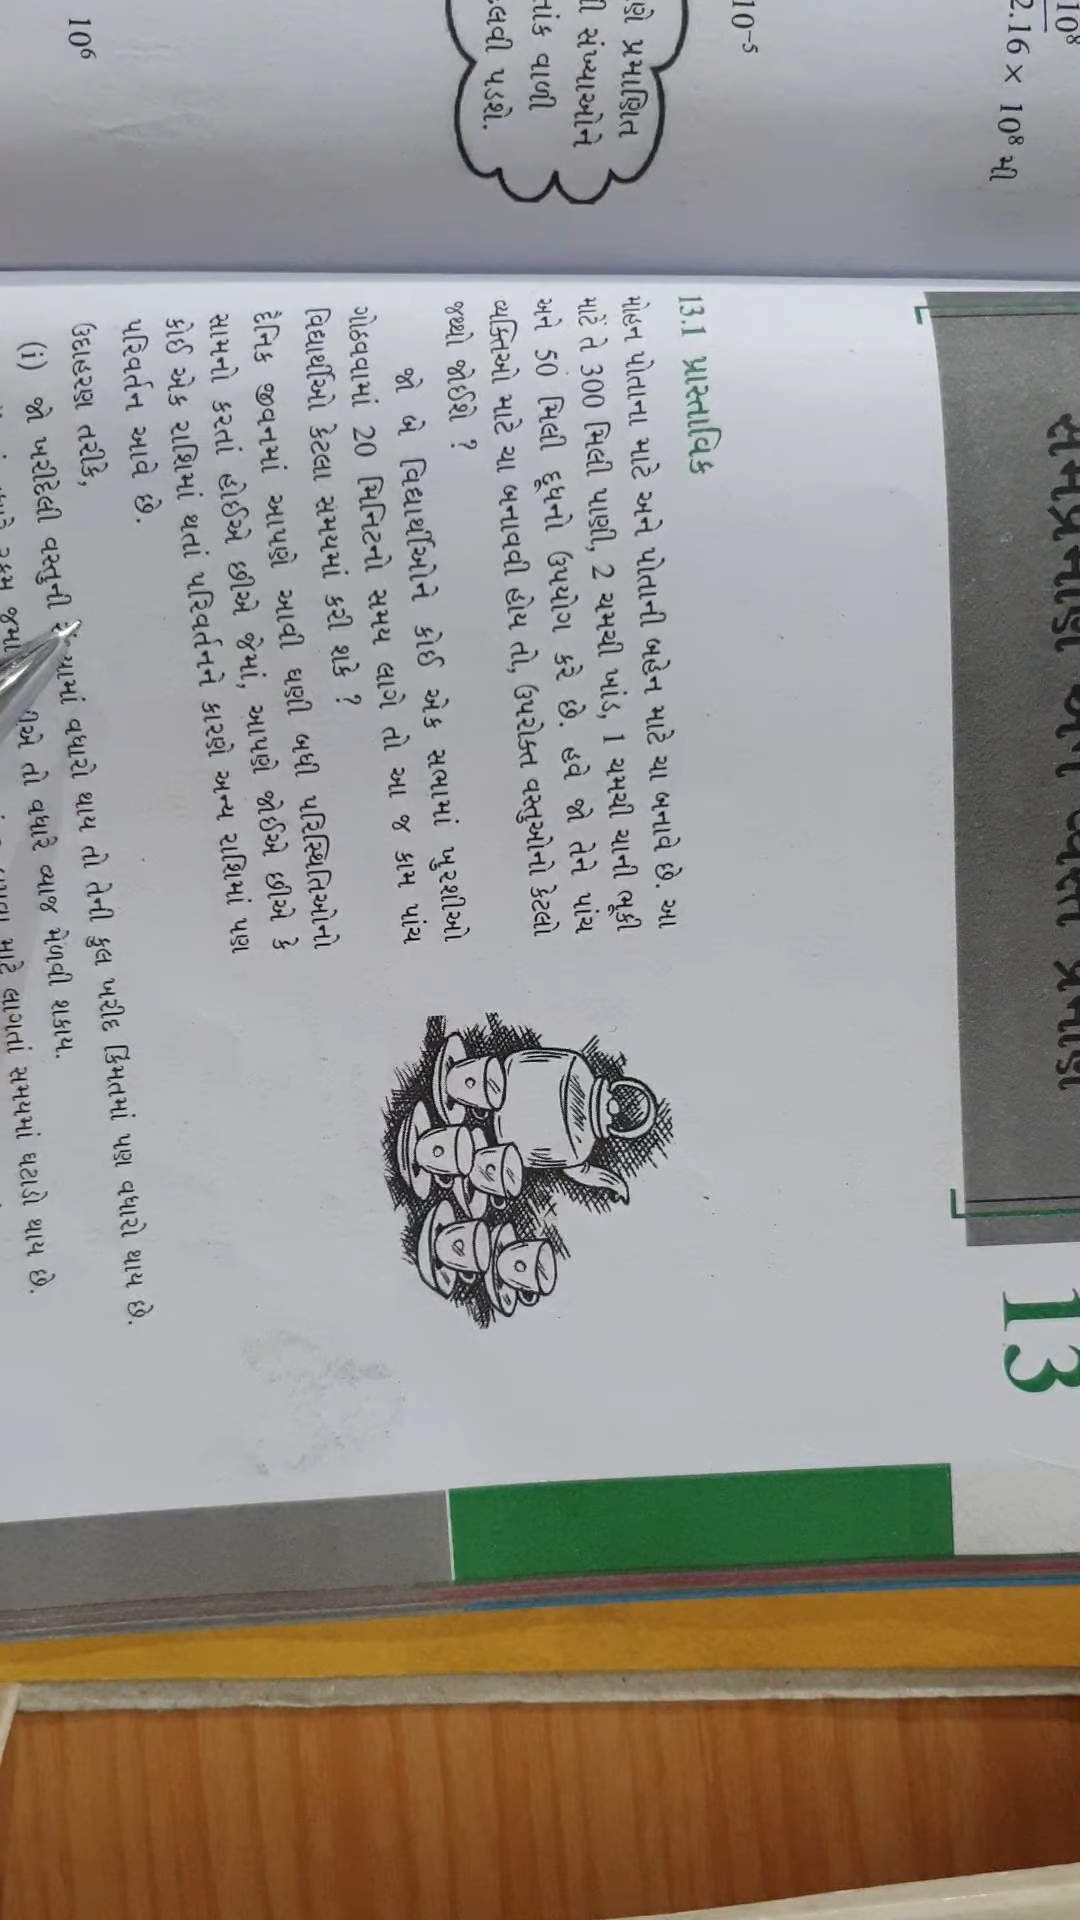 10⁸
2.16 × 10⁸ મી
10⁻⁵
પ્રમાણિત
સંખ્યાઓને
વાળી
પડશે.
10⁶
સમપ્રમાણ અને વ્યસ્ત પ્રમાણ
13
13.1 પ્રાસ્તાવિક
મોહન પોતાના માટે અને પોતાની બહેન માટે ચા બનાવે છે. આ
માટે તે 300 મિલી પાણી, 2 ચમચી ખાંડ, 1 ચમચી ચાની ભૂકી
અને 50 મિલી દૂધનો ઉપયોગ કરે છે. હવે જો તેને પાંચ
વ્યક્તિઓ માટે ચા બનાવવી હોય તો, ઉપરોક્ત વસ્તુઓનો કેટલો
જથ્થો જોઈશે ?
જો બે વિદ્યાર્થીઓને કોઈ એક સભામાં ખુરશીઓ
ગોઠવવામાં 20 મિનિટનો સમય લાગે તો આ જ કામ પાંચ
વિદ્યાર્થીઓ કેટલા સમયમાં કરી શકે ?
દૈનિક જીવનમાં આપણે આવી ઘણી બધી પરિસ્થિતિઓનો
સામનો કરતાં હોઈએ છીએ જેમાં, આપણે જોઈએ છીએ કે
કોઈ એક રાશિમાં થતાં પરિવર્તનને કારણે અન્ય રાશિમાં પણ
પરિવર્તન આવે છે.
ઉદાહરણ તરીકે,
(i) જો ખરીદેલી વસ્તુની વધારો થાય તો તેની કુલ ખરીદ કિંમતમાં પણ વધારો થાય છે.
તો વધારે વ્યાજ મેળવી શકાય.
માટે લાગતાં સમયમાં ઘટાડો થાય છે.